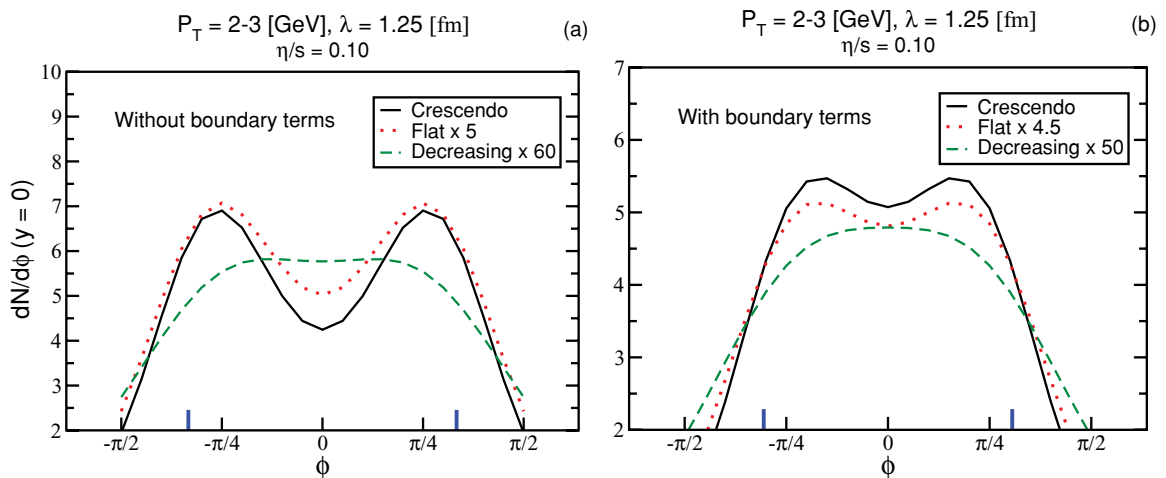 P_T = 2-3 [GeV], λ = 1.25 [fm]
η/s = 0.10
(a)
Without boundary terms
Crescendo
Flat x 5
Decreasing x 60
dN/dϕ (y = 0)
10
9
8
7
6
5
4
3
2
-π/2
-π/4
0
π/4
π/2
ϕ
P_T = 2-3 [GeV], λ = 1.25 [fm]
η/s = 0.10
(b)
With boundary terms
Crescendo
Flat x 4.5
Decreasing x 50
7
6
5
4
3
2
-π/2
-π/4
0
π/4
π/2
ϕ